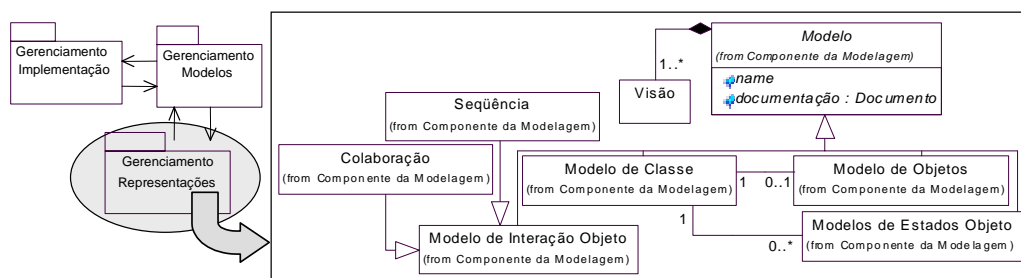 Gerenciamento
Implementação
Gerenciamento
Modelos
Gerenciamento
Representações
Modelo
(from Componente da Modelagem)
name
documentação : Documento
1..*
Visão
Seqüência
(from Componente da Modelagem)
Colaboração
(from Componente da Modelagem)
Modelo de Classe
(from Componente da Modelagem)
1
0..1
Modelo de Objetos
(from Componente da Modelagem)
1
0..*
Modelos de Estados Objeto
(from Componente da Modelagem)
Modelo de Interação Objeto
(from Componente da Modelagem)